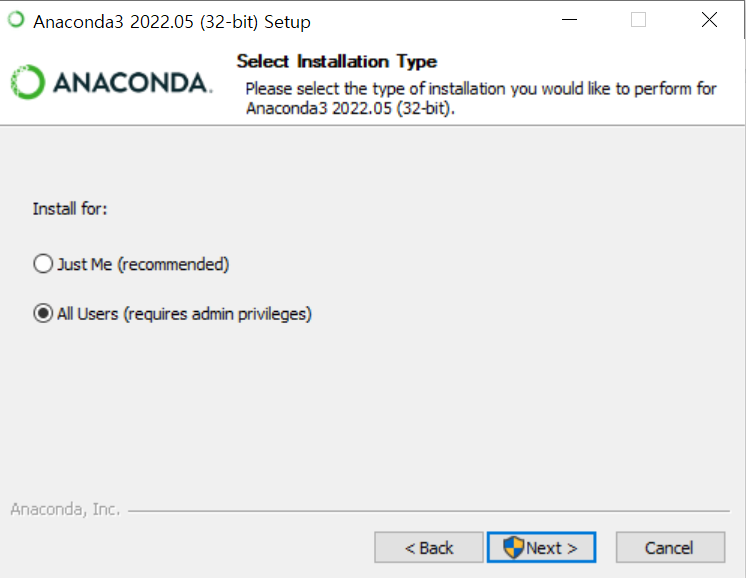 Anaconda3 2022.05 (32-bit) Setup
ANACONDA.
Select Installation Type
Please select the type of installation you would like to perform for
Anaconda3 2022.05 (32-bit).
Install for:
Just Me (recommended)
All Users (requires admin privileges)
Anaconda, Inc.
< Back
Next >
Cancel